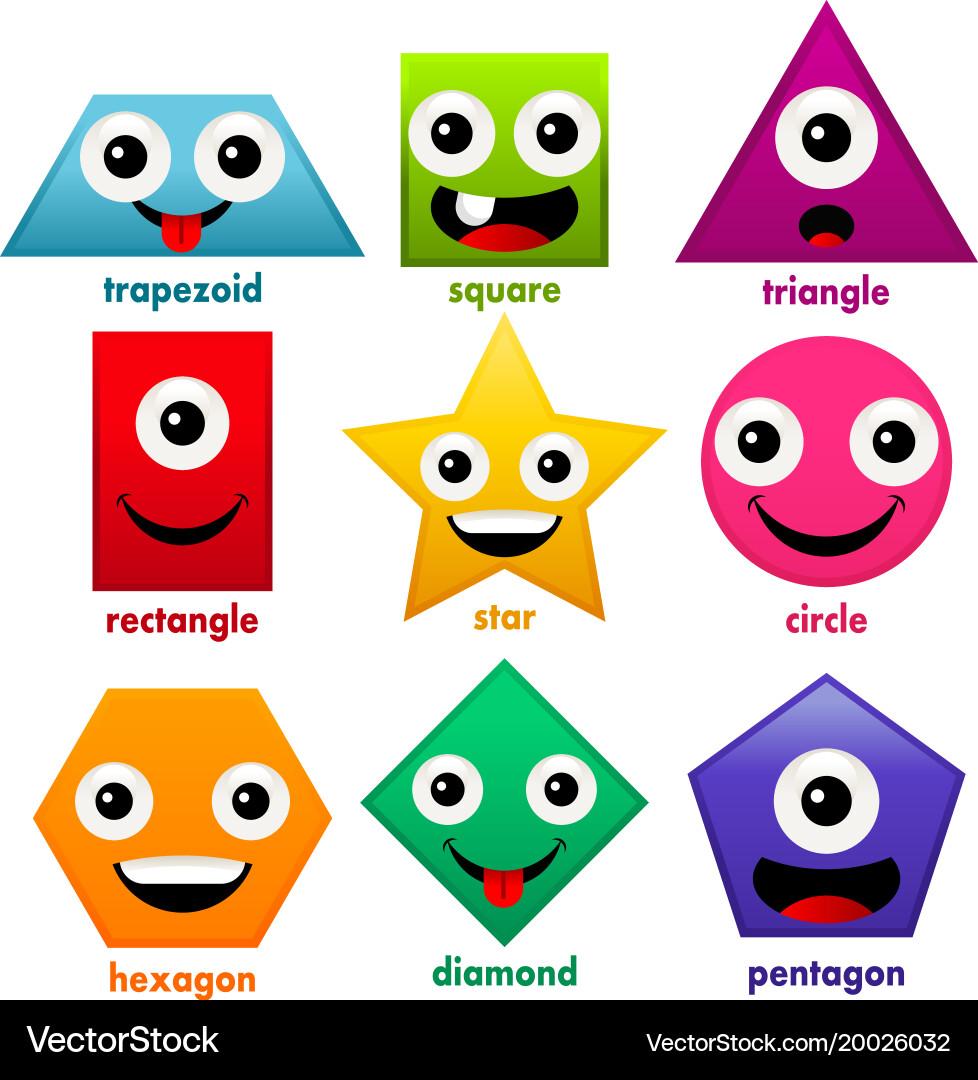 trapezoid
square
triangle
rectangle
star
circle
hexagon
diamond
pentagon
VectorStock
VectorStock.com/20026032